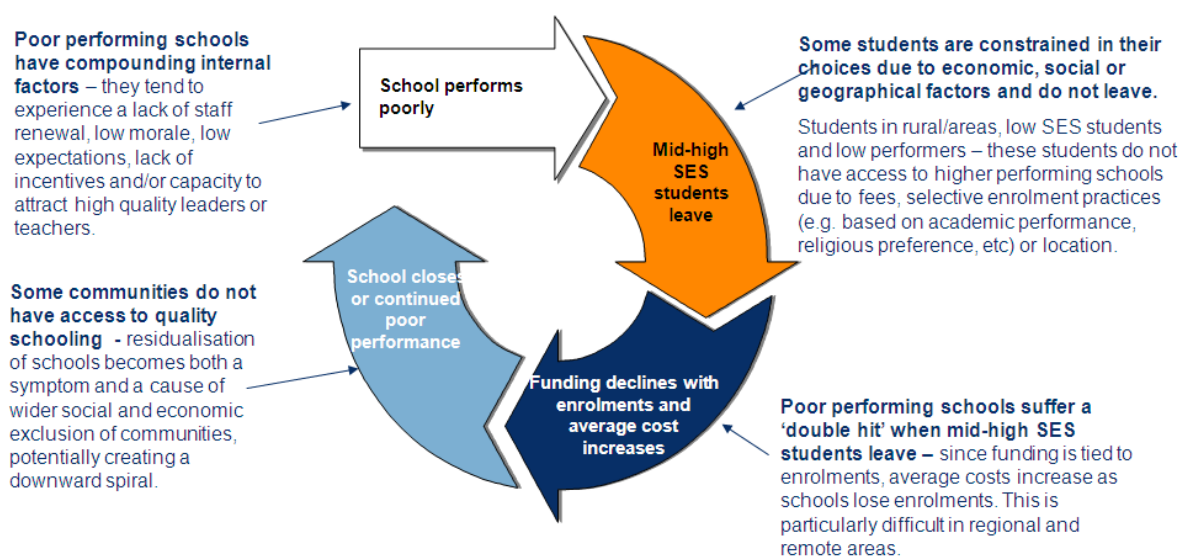 Poor performing schools
have compounding internal
factors – they tend to
experience a lack of staff
renewal, low morale, low
expectations, lack of
incentives and/or capacity to
attract high quality leaders or
teachers.
School performs
poorly
Mid-high
SES
students
leave
Some students are constrained in their
choices due to economic, social or
geographical factors and do not leave.
Students in rural/areas, low SES students
and low performers – these students do not
have access to higher performing schools
due to fees, selective enrolment practices
(e.g. based on academic performance,
religious preference, etc) or location.
Some communities do not
have access to quality
schooling - residualisation
of schools becomes both a
symptom and a cause of
wider social and economic
exclusion of communities,
potentially creating a
downward spiral.
School closes
or continued
poor
performance
Funding declines with
enrolments and
average cost
increases
Poor performing schools suffer a
‘double hit’ when mid-high SES
students leave – since funding is tied to
enrolments, average costs increase as
schools lose enrolments. This is
particularly difficult in regional and
remote areas.